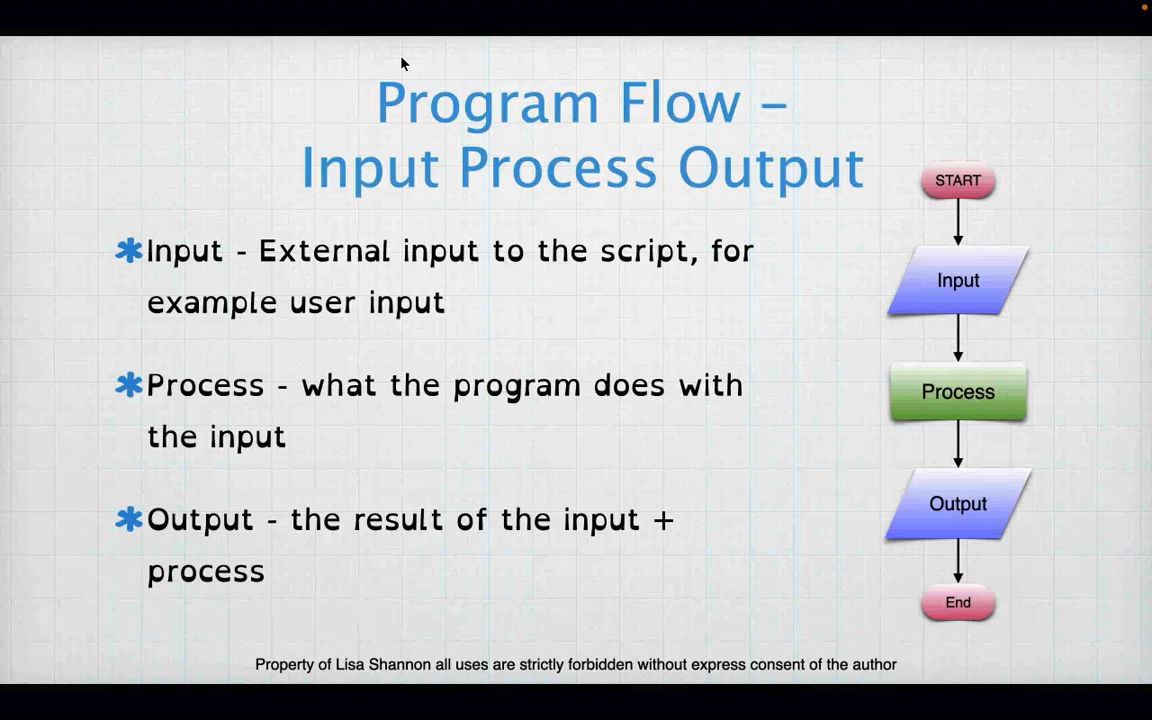 Program Flow –
Input Process Output
✱Input - External input to the script, for
example user input
✱Process - what the program does with
the input
✱Output - the result of the input +
process
START
Input
Process
Output
End
Property of Lisa Shannon all uses are strictly forbidden without express consent of the author